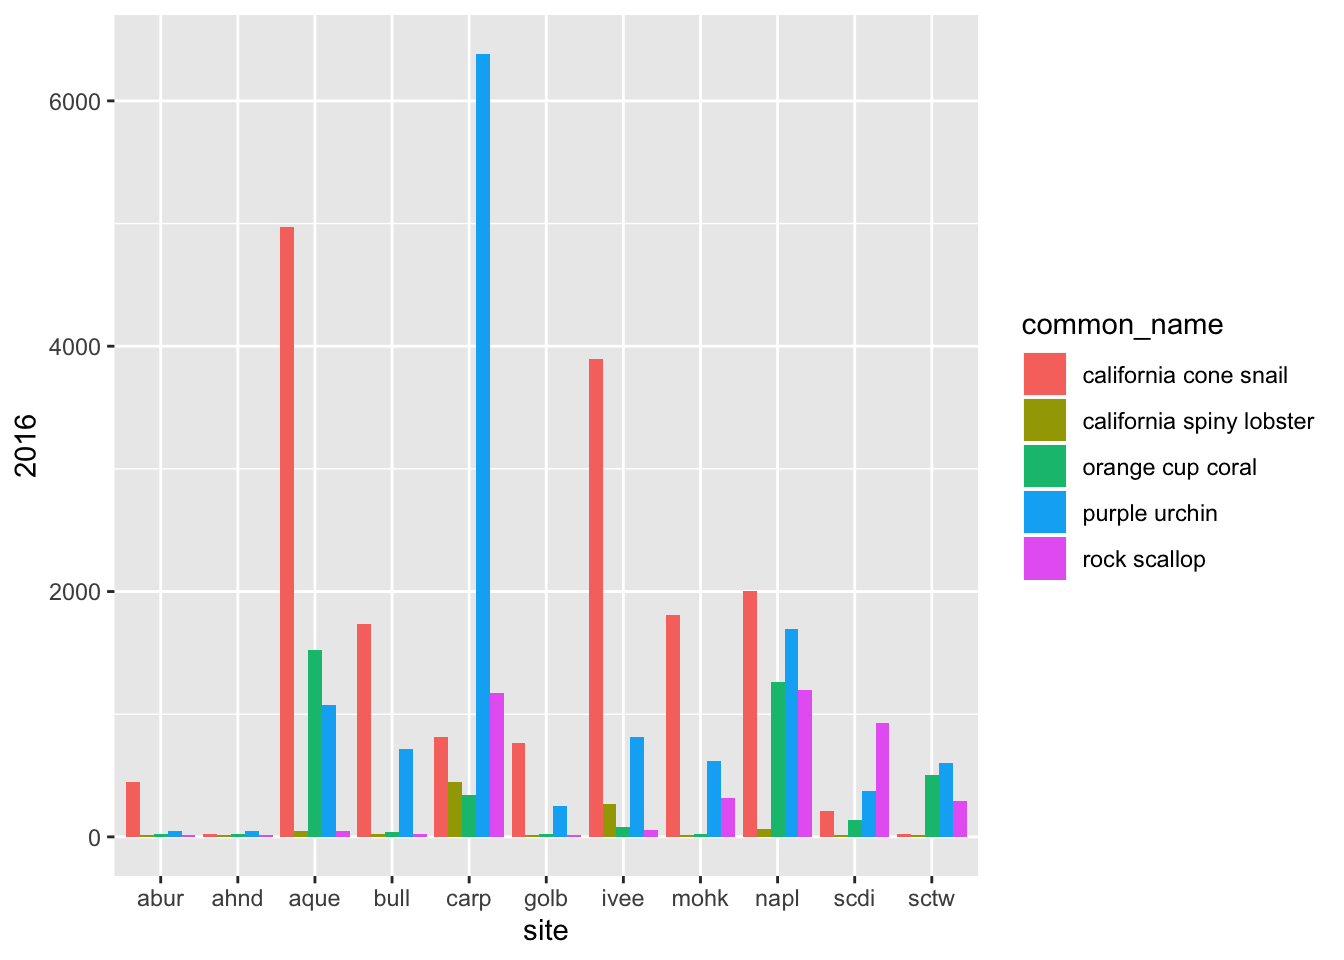 6000
4000
2000
0
2016
abur ahnd aque bull carp golb ivee mohk napl scdi sctw
site
common_name
california cone snail
california spiny lobster
orange cup coral
purple urchin
rock scallop